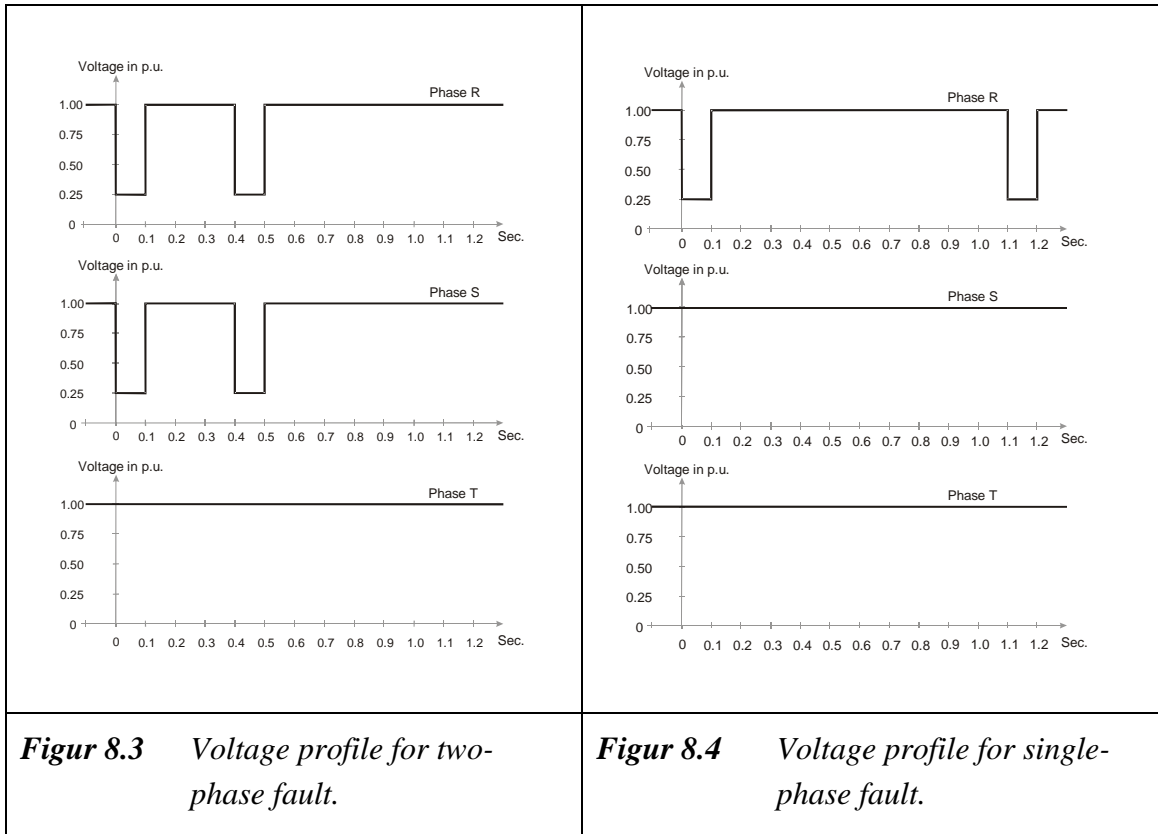 Voltage in p.u.
Phase R
1.00
0.75
0.50
0.25
0
0 0.1 0.2 0.3 0.4 0.5 0.6 0.7 0.8 0.9 1.0 1.1 1.2 Sec.
Voltage in p.u.
Phase S
1.00
0.75
0.50
0.25
0
0 0.1 0.2 0.3 0.4 0.5 0.6 0.7 0.8 0.9 1.0 1.1 1.2 Sec.
Voltage in p.u.
Phase T
1.00
0.75
0.50
0.25
0
0 0.1 0.2 0.3 0.4 0.5 0.6 0.7 0.8 0.9 1.0 1.1 1.2 Sec.
Figur 8.3 Voltage profile for two-
phase fault.
Voltage in p.u.
Phase R
1.00
0.75
0.50
0.25
0
0 0.1 0.2 0.3 0.4 0.5 0.6 0.7 0.8 0.9 1.0 1.1 1.2 Sec.
Voltage in p.u.
Phase S
1.00
0.75
0.50
0.25
0
0 0.1 0.2 0.3 0.4 0.5 0.6 0.7 0.8 0.9 1.0 1.1 1.2 Sec.
Voltage in p.u.
Phase T
1.00
0.75
0.50
0.25
0
0 0.1 0.2 0.3 0.4 0.5 0.6 0.7 0.8 0.9 1.0 1.1 1.2 Sec.
Figur 8.4 Voltage profile for single-
phase fault.